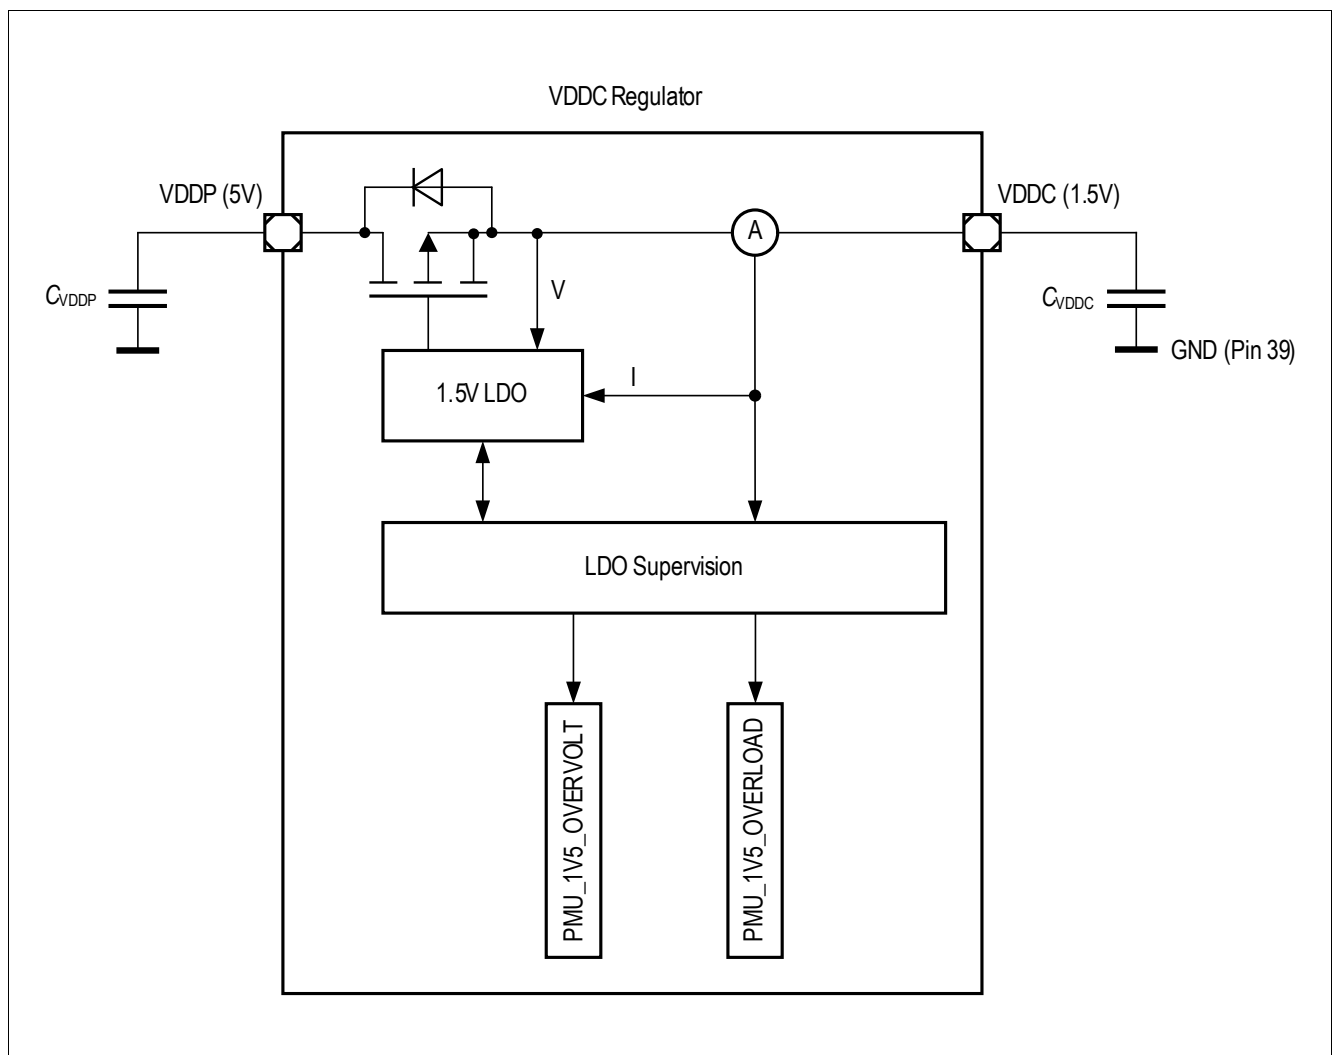 VDDC Regulator
VDDP (5V)
VDDC (1.5V)
A
CVDDP
V
CVDDC
GND (Pin 39)
I
1.5V LDO
LDO Supervision
PMU_1V5_OVERVOLT
PMU_1V5_OVERLOAD